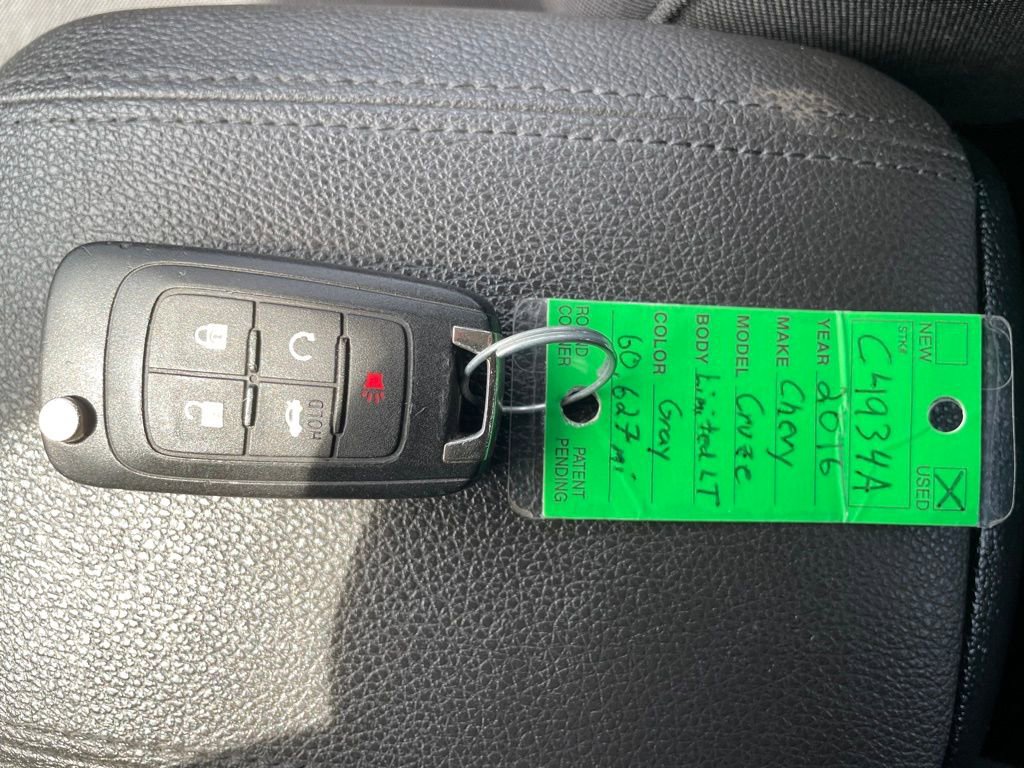 NEW USED
STK#
C4934A
YEAR 2016
MAKE Chevy
MODEL Cruze
BODY Limited LT
COLOR Gray
60,627 mi
ROUND CORNER PATENT PENDING
HOLD